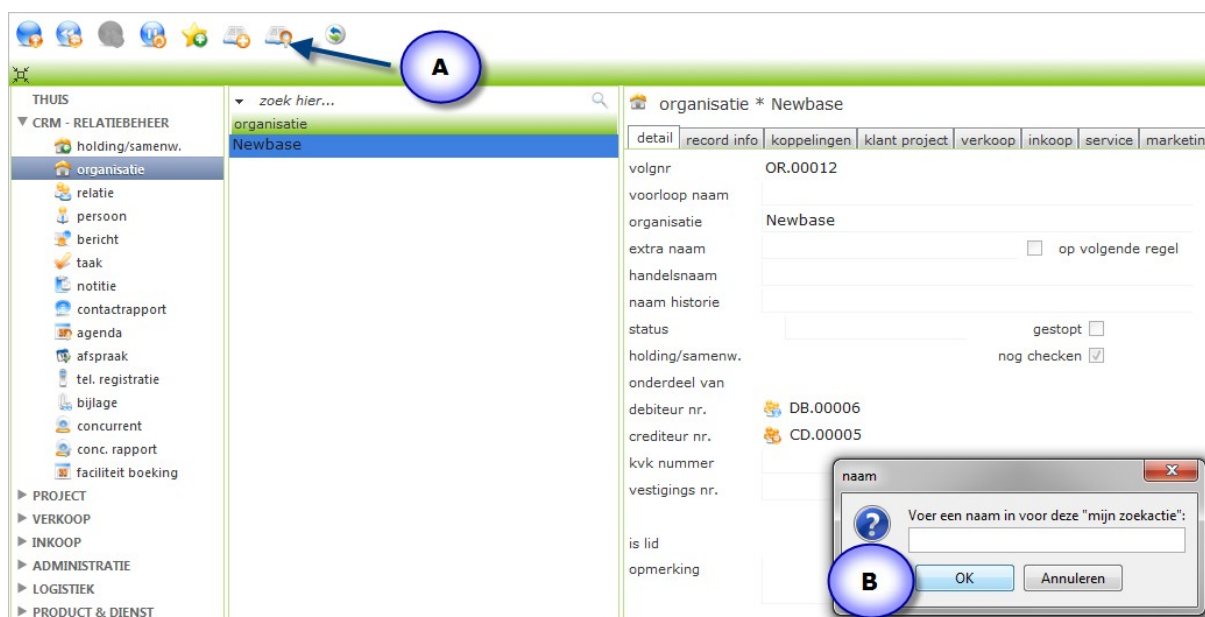 A
THUIS
CRM - RELATIEBEHEER
holding/samenw.
organisatie
relatie
persoon
bericht
taak
notitie
contactrapport
agenda
afspraak
tel. registratie
bijlage
concurrent
conc. rapport
faciliteit boeking
PROJECT
VERKOOP
INKOOP
ADMINISTRATIE
LOGISTIEK
PRODUCT & DIENST
zoek hier...
organisatie
Newbase
organisatie * Newbase
detail record info koppelingen klant project verkoop inkoop service marketin
volgnr OR.00012
voorloop naam
organisatie Newbase
extra naam op volgende regel
handelsnaam
naam historie
status gestopt
holding/samenw. nog checken
onderdeel van
debiteur nr. DB.00006
crediteur nr. CD.00005
kvk nummer
vestigings nr.
is lid
opmerking
naam
Voer een naam in voor deze "mijn zoekactie":
B
OK Annuleren